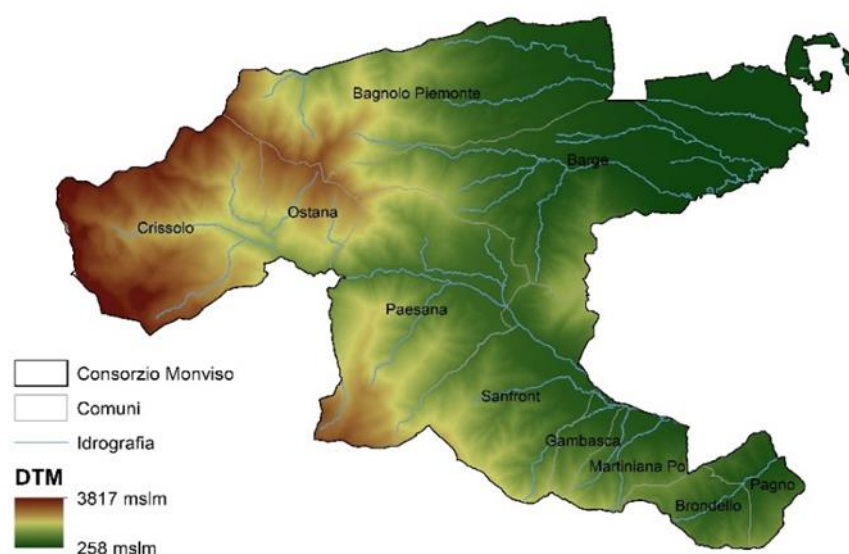 Bagnolo Piemonte
Barge
Ostana
Crissolo
Paesana
Sanfront
Gambasca
Martiniana Po
Pagno
Brondello
Consorzio Monviso
Comuni
Idrografia
DTM
3817 mslm
258 mslm